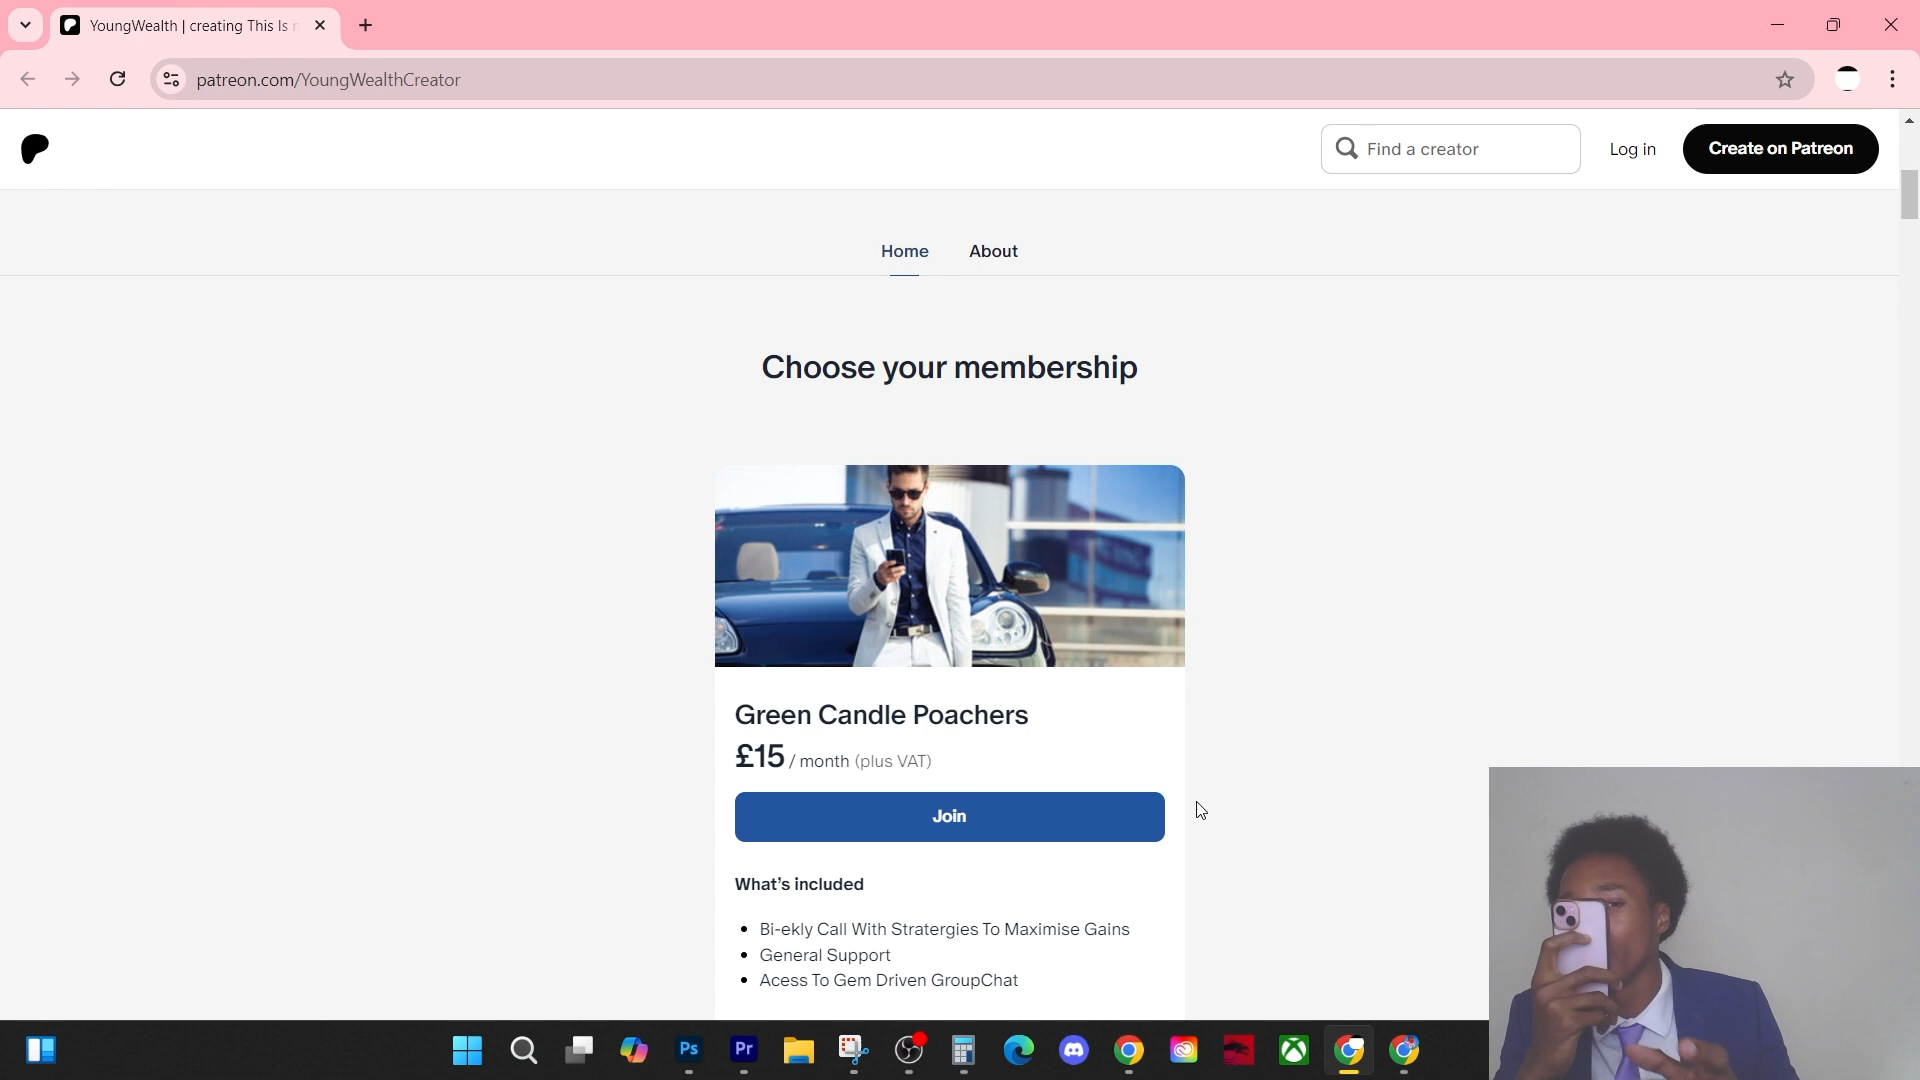 YoungWealth | creating This Is
patreon.com/YoungWealthCreator
Find a creator
Log in
Create on Patreon
Home
About
Choose your membership
Green Candle Poachers
£15 / month (plus VAT)
Join
What's included
Bi-ekly Call With Stratergies To Maximise Gains
General Support
Acess To Gem Driven GroupChat
Ps
Pr